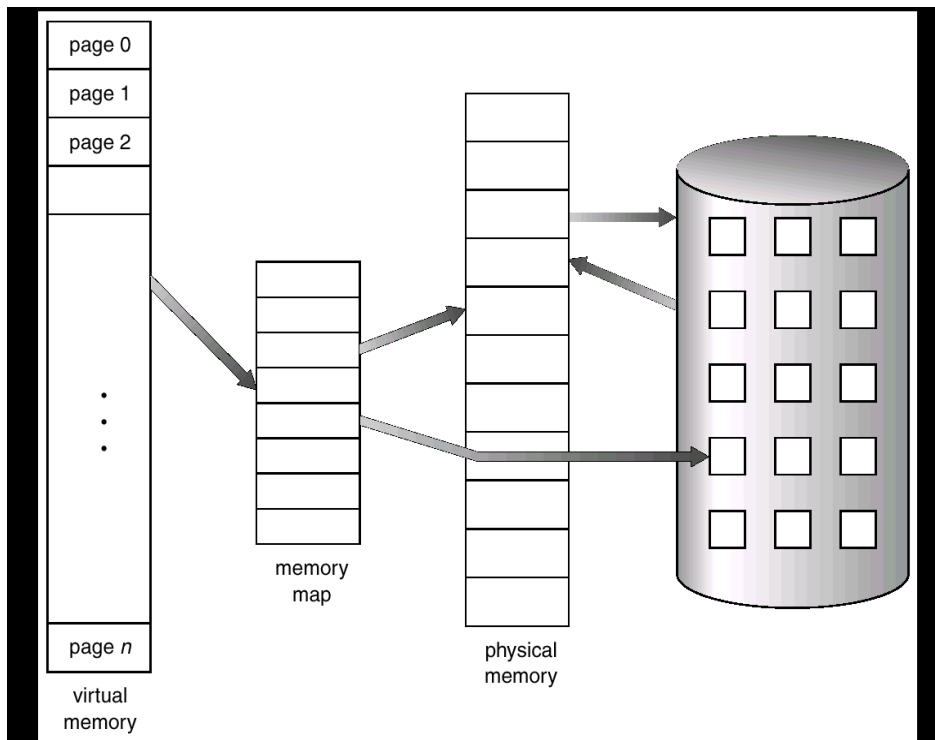 page 0
page 1
page 2
page n
virtual
memory
memory
map
physical
memory